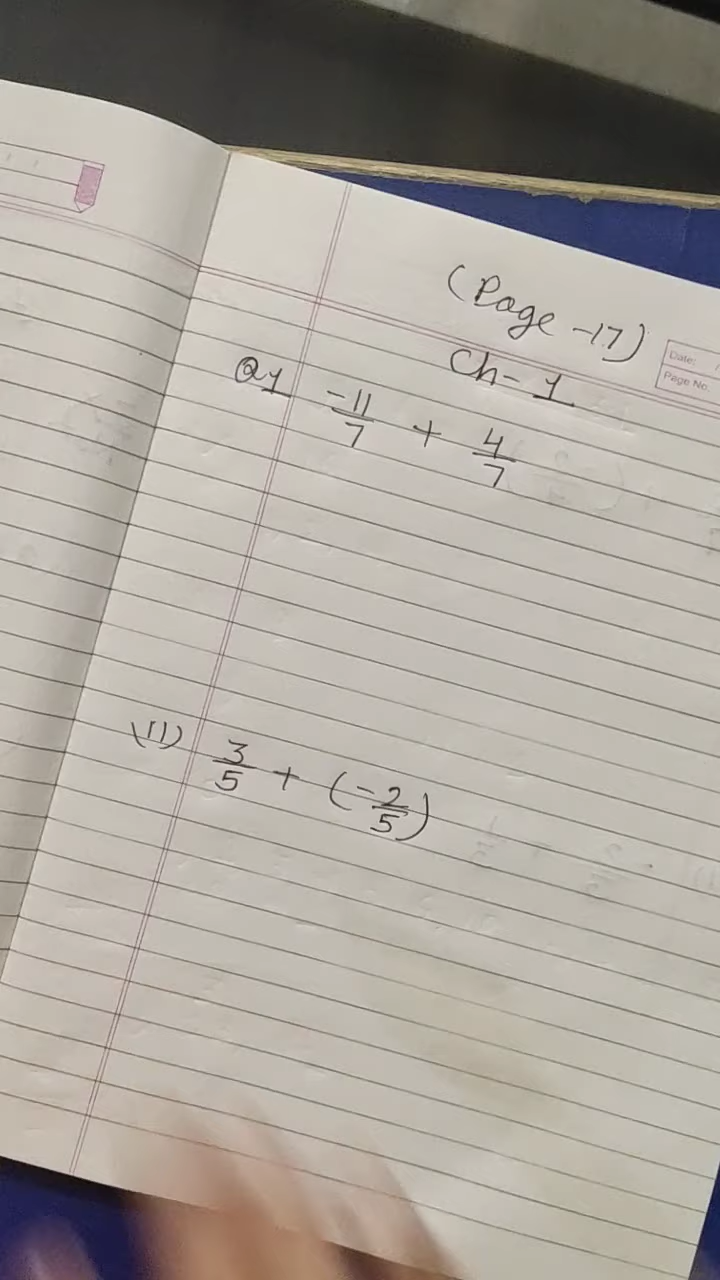 (Page -17)
Ch- 1
Date:
Page No.
Q1 -11/7 + 4/7
(II) 3/5 + (-2/5)